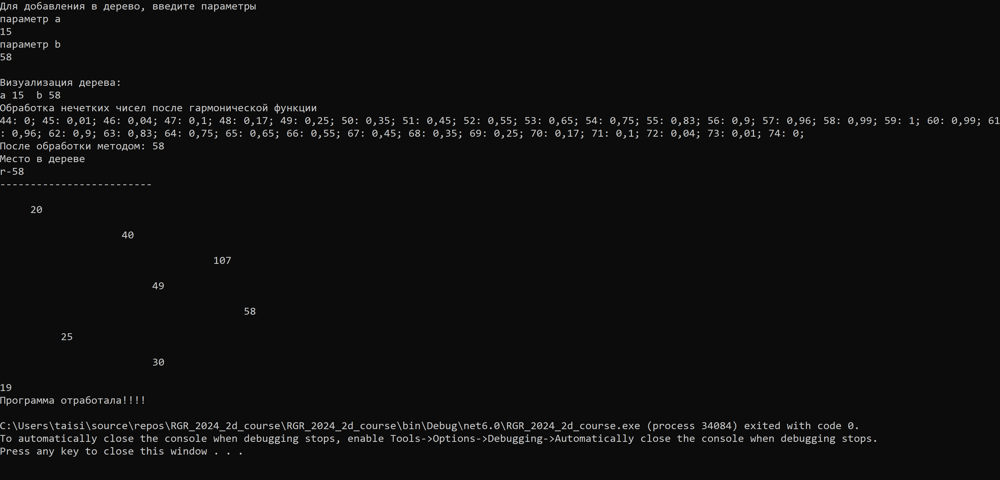 Для добавления в дерево, введите параметры
параметр a
15
параметр b
58
Визуализация дерева:
a 15  b 58
Обработка нечетких чисел после гармонической функции
44: 0; 45: 0,01; 46: 0,04; 47: 0,1; 48: 0,17; 49: 0,25; 50: 0,35; 51: 0,45; 52: 0,55; 53: 0,65; 54: 0,75; 55: 0,83; 56: 0,9; 57: 0,96; 58: 0,99; 59: 1; 60: 0,99; 61
: 0,96; 62: 0,9; 63: 0,83; 64: 0,75; 65: 0,65; 66: 0,55; 67: 0,45; 68: 0,35; 69: 0,25; 70: 0,17; 71: 0,1; 72: 0,04; 73: 0,01; 74: 0;
После обработки методом: 58
Место в дереве
r-58
-------------------------
20
40
107
49
58
25
30
19
Программа отработала!!!!
C:\Users\taisi\source\repos\RGR_2024_2d_course\RGR_2024_2d_course\bin\Debug\net6.0\RGR_2024_2d_course.exe (process 34084) exited with code 0.
To automatically close the console when debugging stops, enable Tools->Options->Debugging->Automatically close the console when debugging stops.
Press any key to close this window . . .